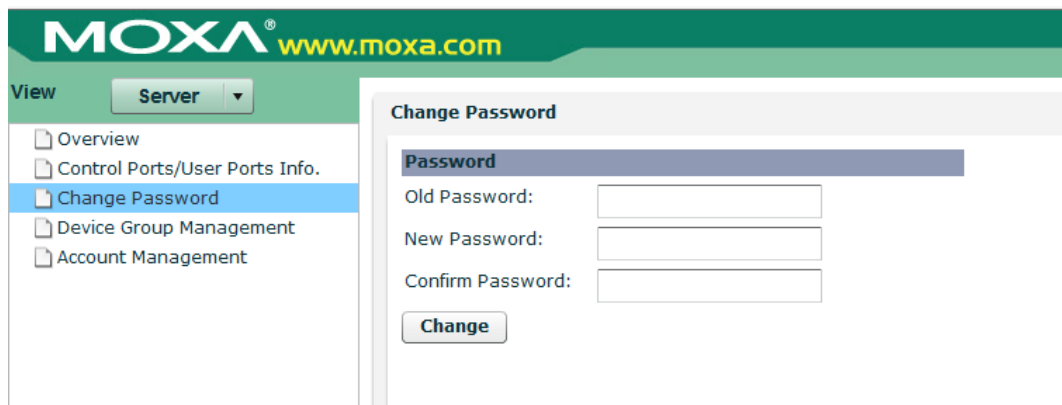 MOXA® www.moxa.com
View
Server
Overview
Control Ports/User Ports Info.
Change Password
Device Group Management
Account Management
Change Password
Password
Old Password:
New Password:
Confirm Password:
Change